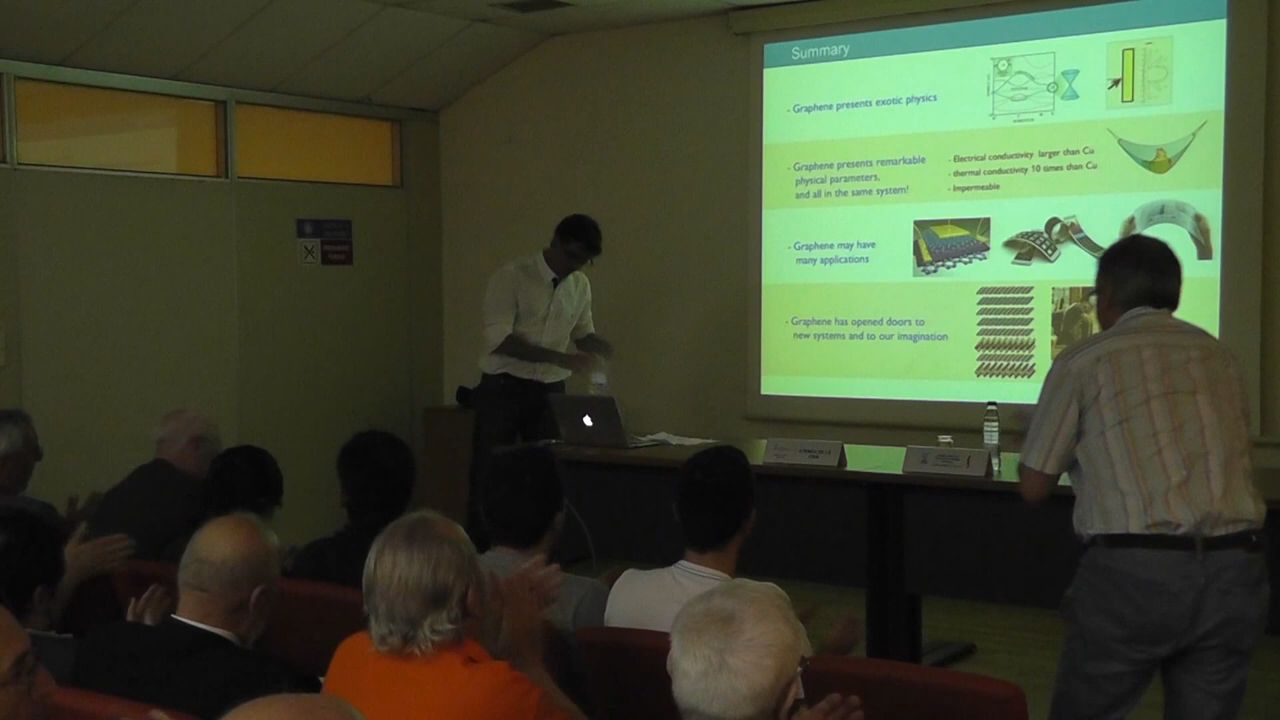 Summary
- Graphene presents exotic physics
- Graphene presents remarkable
physical parameters,
and all in the same system!
- Electrical conductivity larger than Cu
- thermal conductivity 10 times than Cu
- Impermeable
- Graphene may have
many applications
- Graphene has opened doors to
new systems and to our imagination